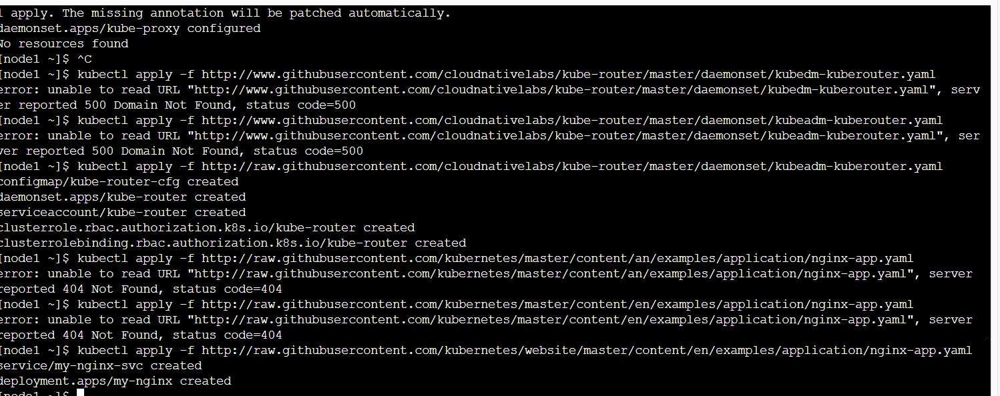 l apply. The missing annotation will be patched automatically.
daemonset.apps/kube-proxy configured
No resources found
[node1 ~]$ ^C
[node1 ~]$ kubectl apply -f http://www.githubusercontent.com/cloudnativelabs/kube-router/master/daemonset/kubedm-kuberouter.yaml
error: unable to read URL "http://www.githubusercontent.com/cloudnativelabs/kube-router/master/daemonset/kubedm-kuberouter.yaml", serv
er reported 500 Domain Not Found, status code=500
[node1 ~]$ kubectl apply -f http://www.githubusercontent.com/cloudnativelabs/kube-router/master/daemonset/kubeadm-kuberouter.yaml
error: unable to read URL "http://www.githubusercontent.com/cloudnativelabs/kube-router/master/daemonset/kubeadm-kuberouter.yaml", ser
ver reported 500 Domain Not Found, status code=500
[node1 ~]$ kubectl apply -f http://raw.githubusercontent.com/cloudnativelabs/kube-router/master/daemonset/kubeadm-kuberouter.yaml
configmap/kube-router-cfg created
daemonset.apps/kube-router created
serviceaccount/kube-router created
clusterrole.rbac.authorization.k8s.io/kube-router created
clusterrolebinding.rbac.authorization.k8s.io/kube-router created
[node1 ~]$ kubectl apply -f http://raw.githubusercontent.com/kubernetes/master/content/an/examples/application/nginx-app.yaml
error: unable to read URL "http://raw.githubusercontent.com/kubernetes/master/content/an/examples/application/nginx-app.yaml", server
reported 404 Not Found, status code=404
[node1 ~]$ kubectl apply -f http://raw.githubusercontent.com/kubernetes/master/content/en/examples/application/nginx-app.yaml
error: unable to read URL "http://raw.githubusercontent.com/kubernetes/master/content/en/examples/application/nginx-app.yaml", server
reported 404 Not Found, status code=404
[node1 ~]$ kubectl apply -f http://raw.githubusercontent.com/kubernetes/website/master/content/en/examples/application/nginx-app.yaml
service/my-nginx-svc created
deployment.apps/my-nginx created
[node1 ~]$